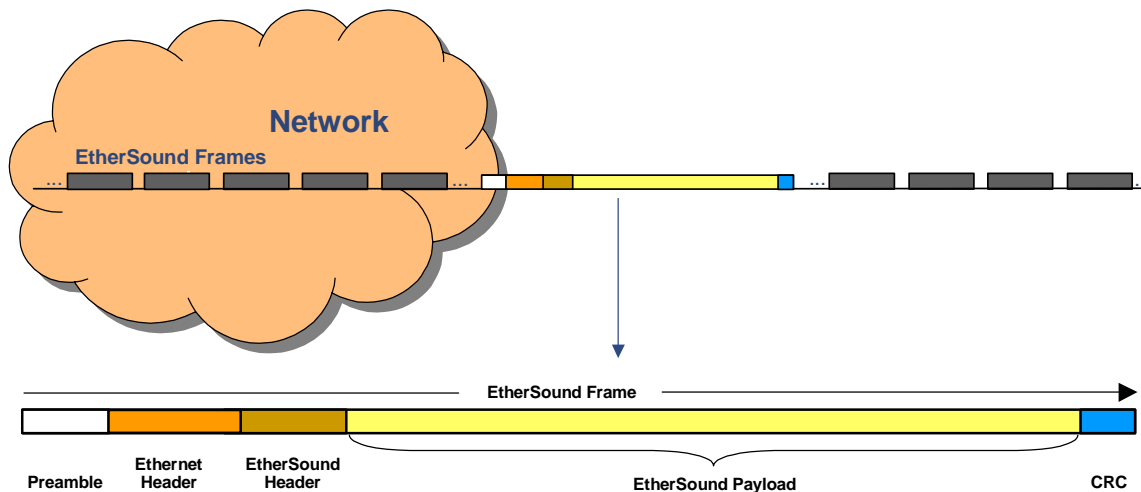 Network
EtherSound Frames
... ... ... ...
EtherSound Frame
Preamble
Ethernet
Header
EtherSound
Header
EtherSound Payload
CRC